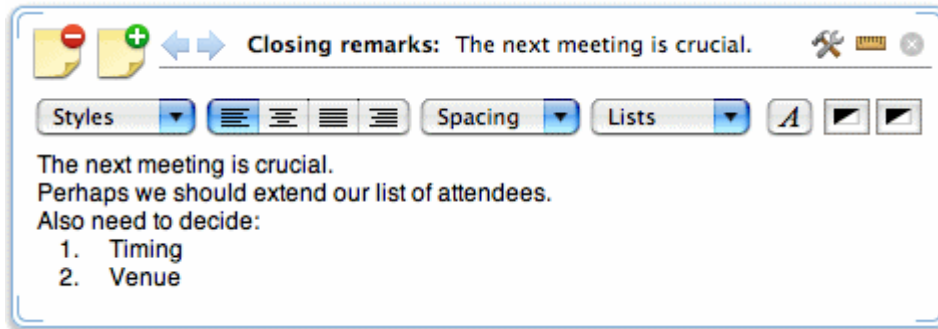 Closing remarks: The next meeting is crucial.
Styles Spacing Lists A
The next meeting is crucial.
Perhaps we should extend our list of attendees.
Also need to decide:
1. Timing
2. Venue